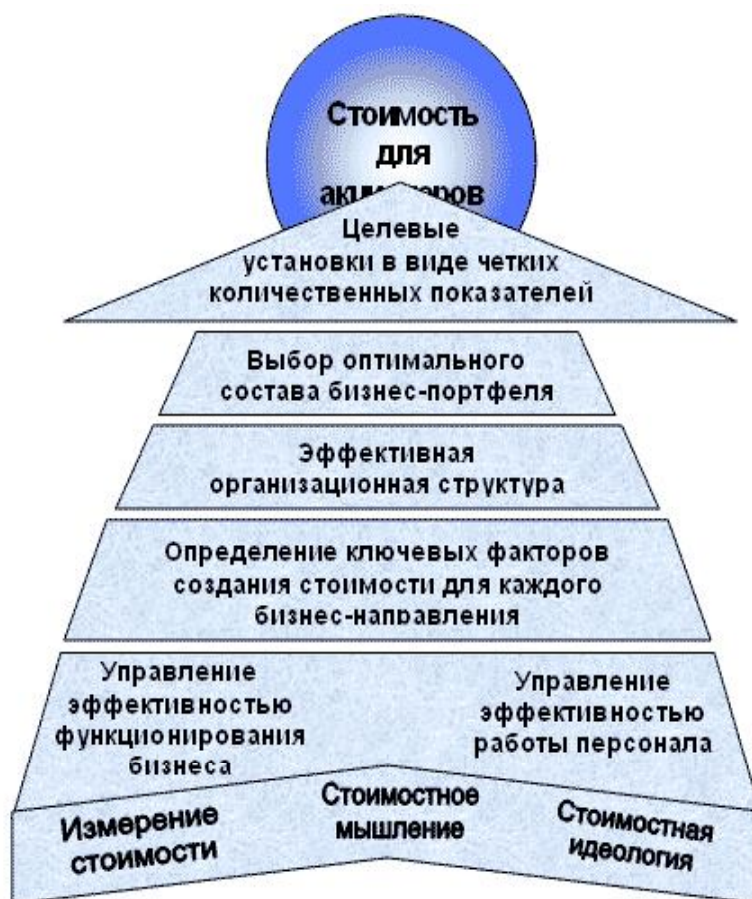 Стоимость
для
Целевые
установки в виде четких
количественных показателей
Выбор оптимального
состава бизнес-портфеля
Эффективная
организационная структура
Определение ключевых факторов
создания стоимости для каждого
бизнес-направления
Управление
эффективностью
функционирования
бизнеса
Управление
эффективностью
работы персонала
Измерение
стоимости
Стоимостное
мышление
Стоимостная
идеология